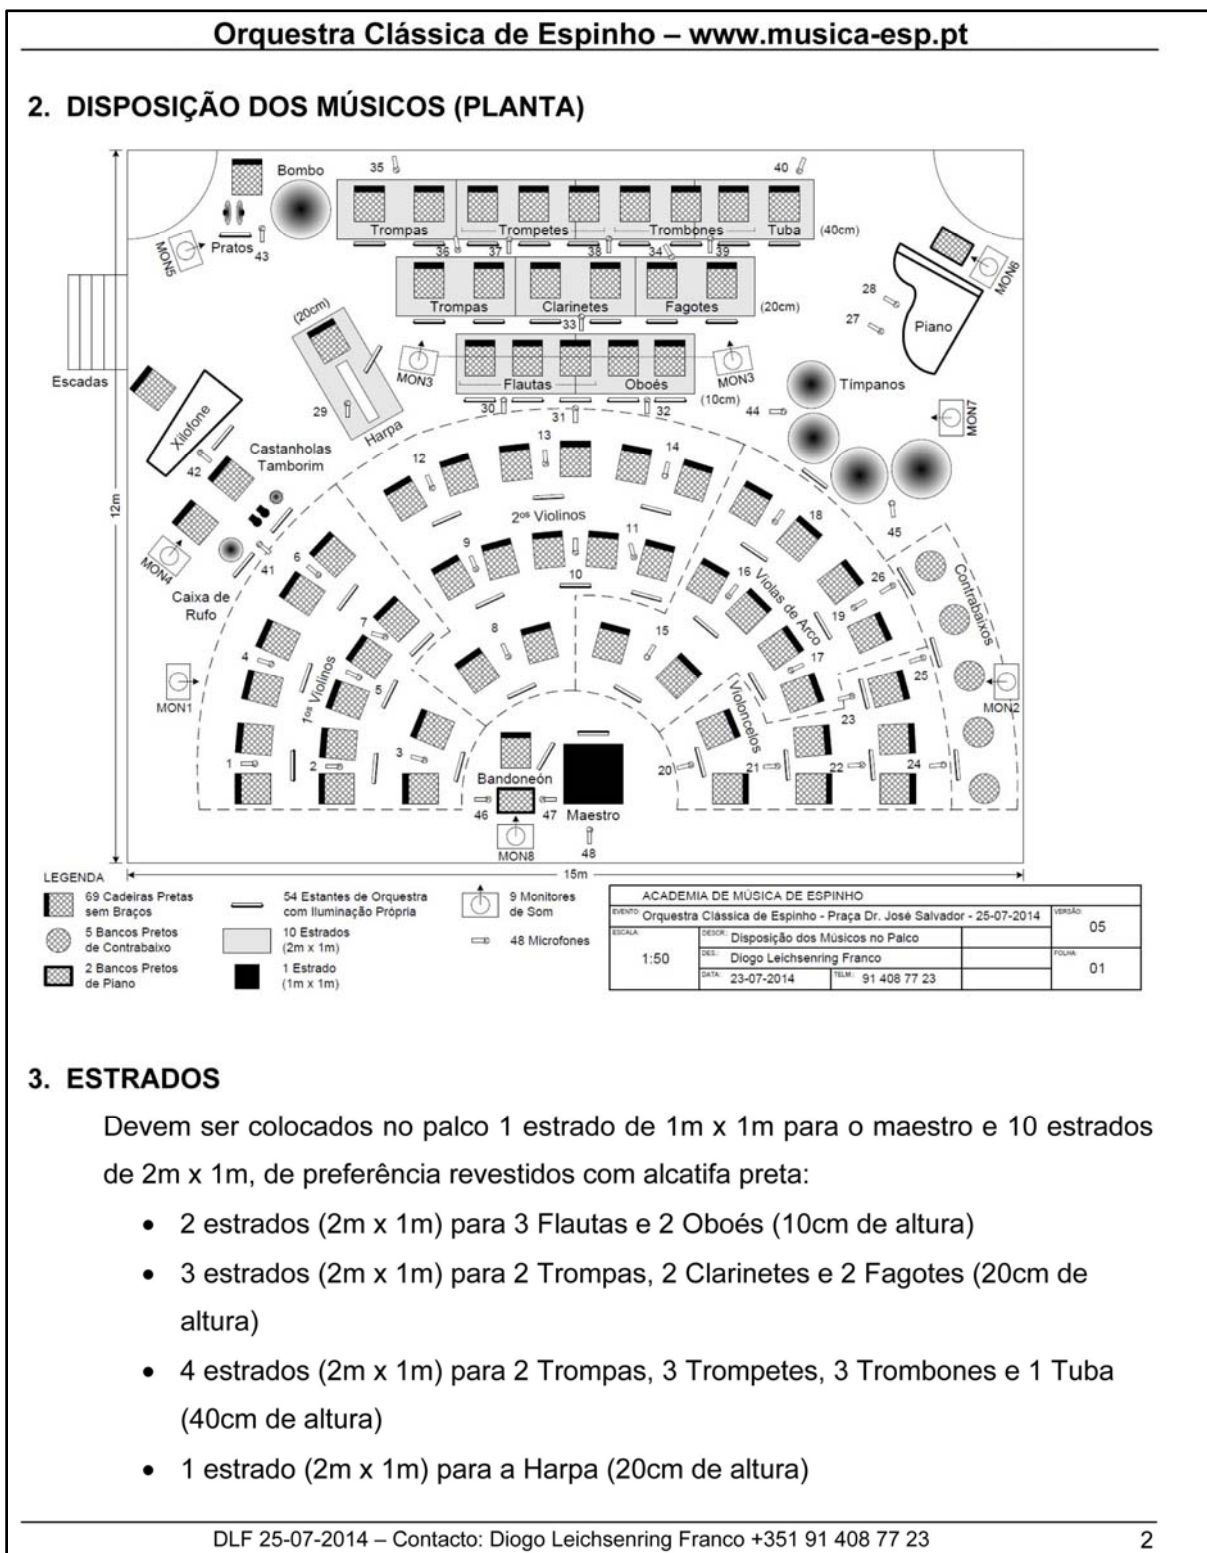 Orquestra Clássica de Espinho – www.musica-esp.pt
2. DISPOSIÇÃO DOS MÚSICOS (PLANTA)
35
40
Bombo
Trompas
Trompetes
Trombones
Tuba
(40cm)
Pratos
43
MON5
36
37
38
34
39
MON6
28
27
Piano
Trompas
Clarinetes
Fagotes
(20cm)
33
(20cm)
Escadas
MON3
MON3
Flautas
Oboés
(10cm)
Tímpanos
29
Harpa
30
31
32
44
MON7
Xilofone
42
Castanholas
Tamborim
12
13
14
2os Violinos
18
45
12m
MON4
41
Caixa de
Rufo
6
9
10
11
16
Violas de Arco
26
Contrabaixos
7
8
15
19
4
5
17
25
1os Violinos
MON1
MON2
23
Violoncelos
1
2
3
20
21
22
24
Bandoneón
46
47
Maestro
MON8
48
15m
LEGENDA
69 Cadeiras Pretas
sem Braços
5 Bancos Pretos
de Contrabaixo
2 Bancos Pretos
de Piano
54 Estantes de Orquestra
com Iluminação Própria
10 Estrados
(2m x 1m)
1 Estrado
(1m x 1m)
9 Monitores
de Som
48 Microfones
ACADEMIA DE MÚSICA DE ESPINHO
EVENTO: Orquestra Clássica de Espinho - Praça Dr. José Salvador - 25-07-2014
VERSÃO: 05
ESCALA: 1:50
DESCR.: Disposição dos Músicos no Palco
DES.: Diogo Leichsenring Franco
FOLHA: 01
DATA: 23-07-2014 TELM.: 91 408 77 23
3. ESTRADOS
Devem ser colocados no palco 1 estrado de 1m x 1m para o maestro e 10 estrados
de 2m x 1m, de preferência revestidos com alcatifa preta:
• 2 estrados (2m x 1m) para 3 Flautas e 2 Oboés (10cm de altura)
• 3 estrados (2m x 1m) para 2 Trompas, 2 Clarinetes e 2 Fagotes (20cm de
altura)
• 4 estrados (2m x 1m) para 2 Trompas, 3 Trompetes, 3 Trombones e 1 Tuba
(40cm de altura)
• 1 estrado (2m x 1m) para a Harpa (20cm de altura)
DLF 25-07-2014 – Contacto: Diogo Leichsenring Franco +351 91 408 77 23
2